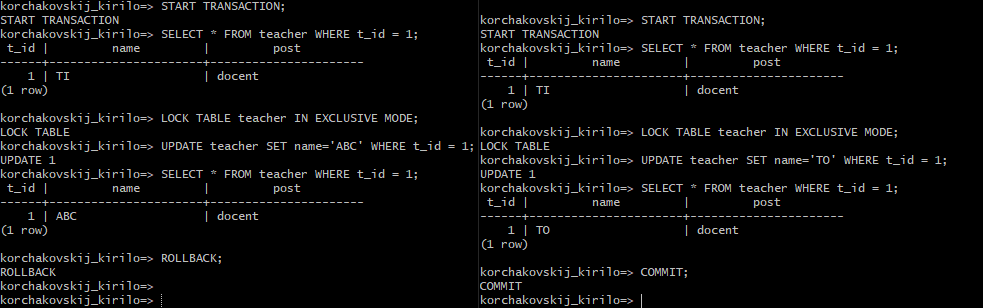 korchakovskij_kirilo=> START TRANSACTION;
START TRANSACTION
korchakovskij_kirilo=> SELECT * FROM teacher WHERE t_id = 1;
 t_id |         name         |         post
------+----------------------+----------------------
    1 | TI                   | docent
(1 row)

korchakovskij_kirilo=> LOCK TABLE teacher IN EXCLUSIVE MODE;
LOCK TABLE
korchakovskij_kirilo=> UPDATE teacher SET name='ABC' WHERE t_id = 1;
UPDATE 1
korchakovskij_kirilo=> SELECT * FROM teacher WHERE t_id = 1;
 t_id |         name         |         post
------+----------------------+----------------------
    1 | ABC                  | docent
(1 row)

korchakovskij_kirilo=> ROLLBACK;
ROLLBACK
korchakovskij_kirilo=>
korchakovskij_kirilo=>
korchakovskij_kirilo=> START TRANSACTION;
START TRANSACTION
korchakovskij_kirilo=> SELECT * FROM teacher WHERE t_id = 1;
 t_id |         name         |         post
------+----------------------+----------------------
    1 | TI                   | docent
(1 row)

korchakovskij_kirilo=> LOCK TABLE teacher IN EXCLUSIVE MODE;
LOCK TABLE
korchakovskij_kirilo=> UPDATE teacher SET name='TO' WHERE t_id = 1;
UPDATE 1
korchakovskij_kirilo=> SELECT * FROM teacher WHERE t_id = 1;
 t_id |         name         |         post
------+----------------------+----------------------
    1 | TO                   | docent
(1 row)

korchakovskij_kirilo=> COMMIT;
COMMIT
korchakovskij_kirilo=>